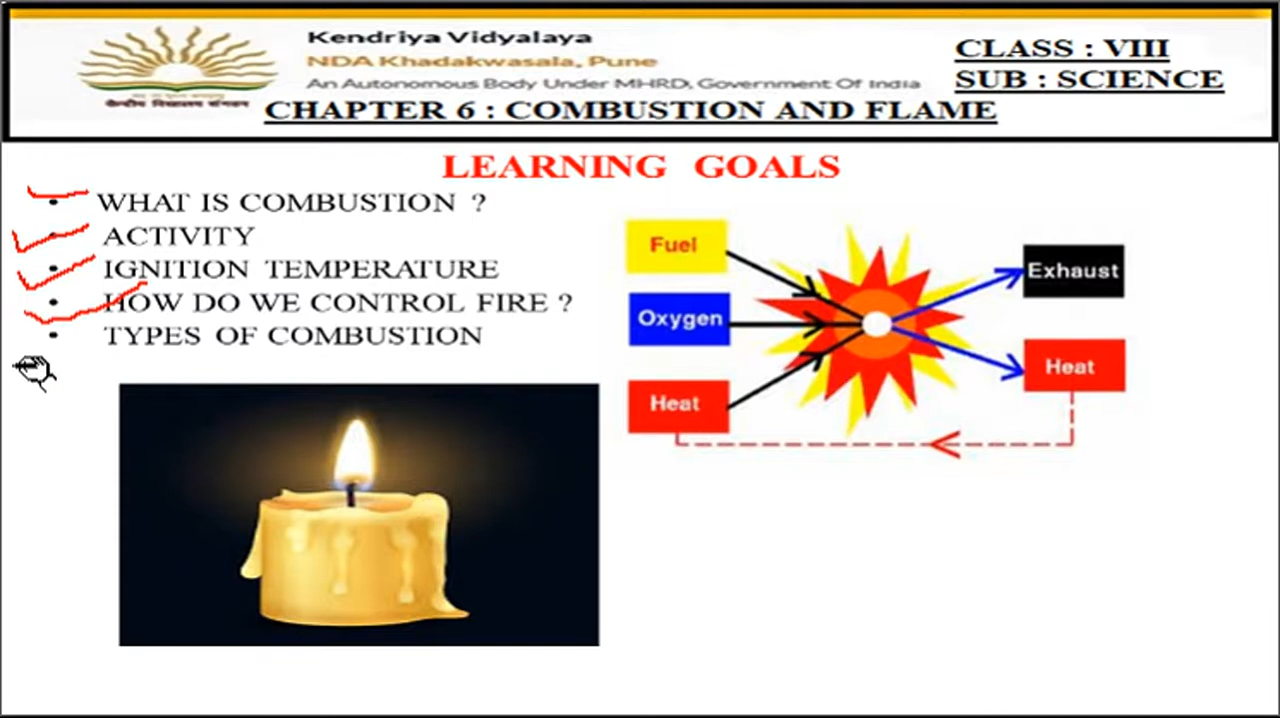 Kendriya Vidyalaya
NDA Khadakwasala, Pune
An Autonomous Body Under MHRD, Government Of India
केन्द्रीय विद्यालय संगठन
CHAPTER 6 : COMBUSTION AND FLAME
CLASS : VIII
SUB : SCIENCE
LEARNING GOALS
• WHAT IS COMBUSTION ?
• ACTIVITY
• IGNITION TEMPERATURE
• HOW DO WE CONTROL FIRE ?
• TYPES OF COMBUSTION
Fuel
Oxygen
Heat
Exhaust
Heat